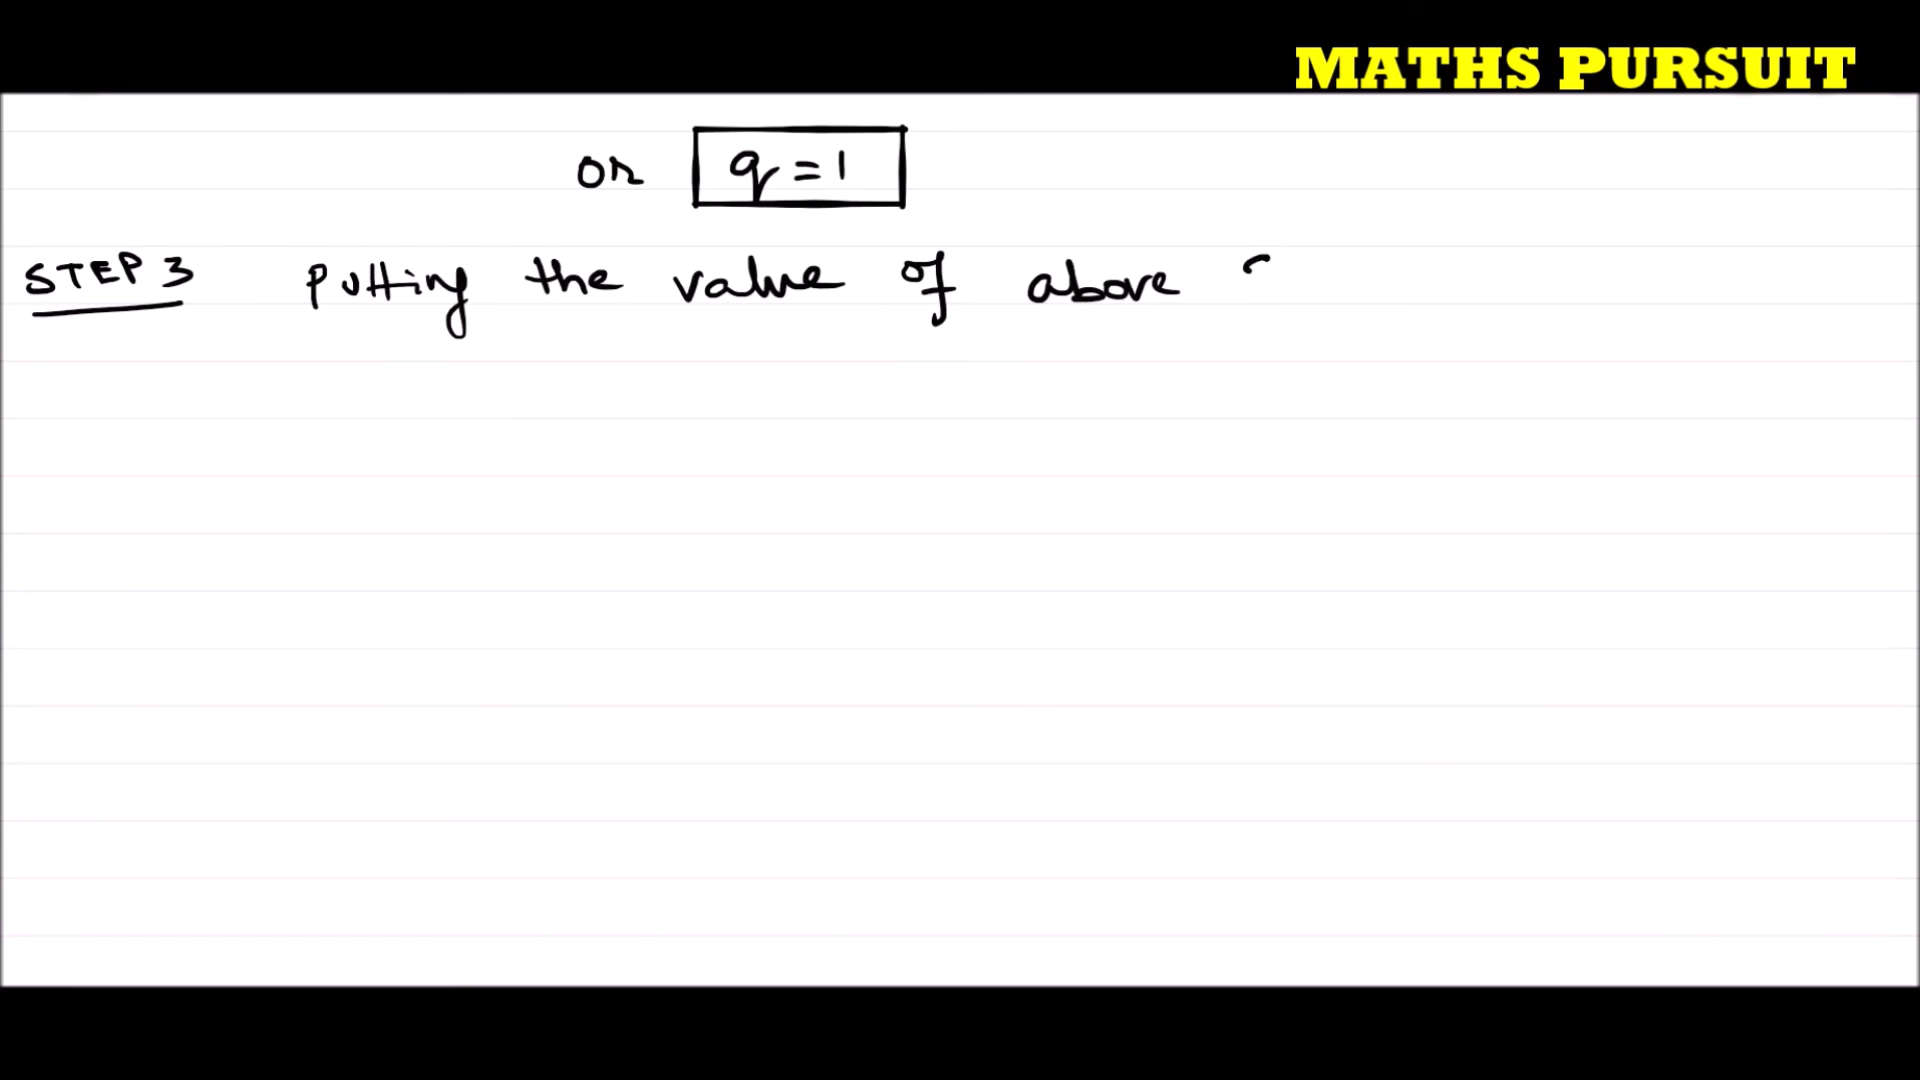 MATHS PURSUIT
or q = 1
STEP 3 Putting the value of above